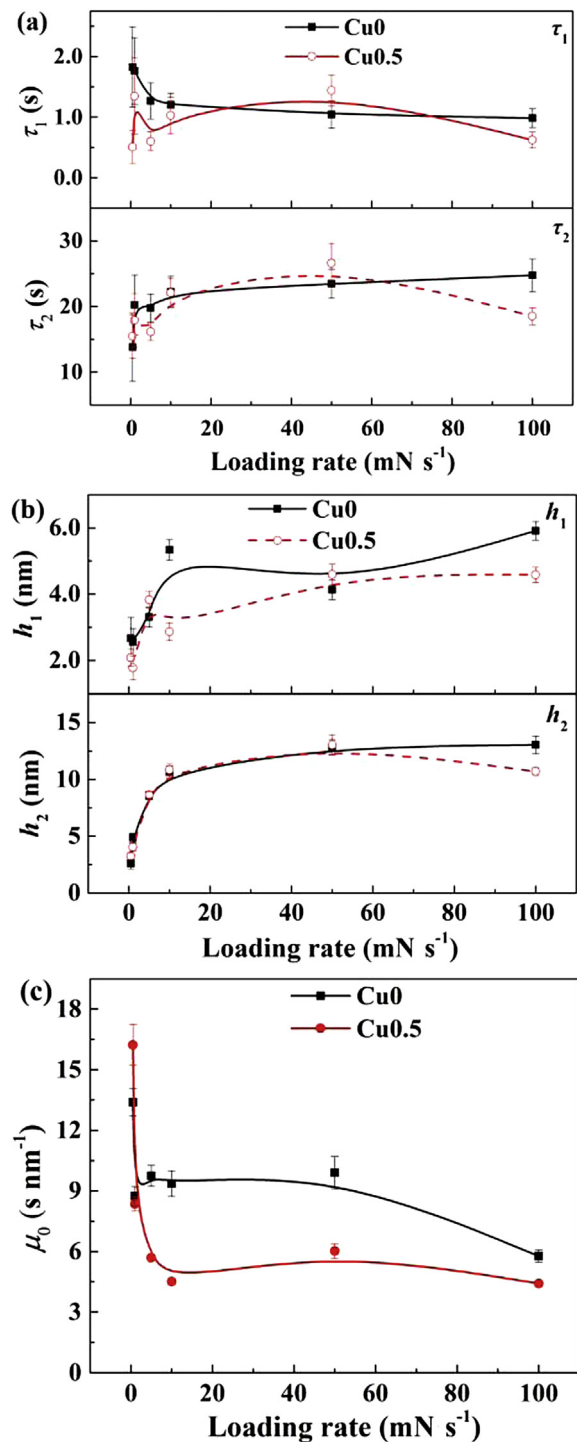 (a)
Cu0
Cu0.5
τ1
2.0
1.0
0.0
τ1 (s)
τ2
30
20
10
τ2 (s)
0 20 40 60 80 100
Loading rate (mN s-1)
(b)
Cu0
Cu0.5
h1
6.0
4.0
2.0
h1 (nm)
h2
15
10
5
0
h2 (nm)
0 20 40 60 80 100
Loading rate (mN s-1)
(c)
Cu0
Cu0.5
18
15
12
9
6
3
0
μ0 (s nm-1)
0 20 40 60 80 100
Loading rate (mN s-1)